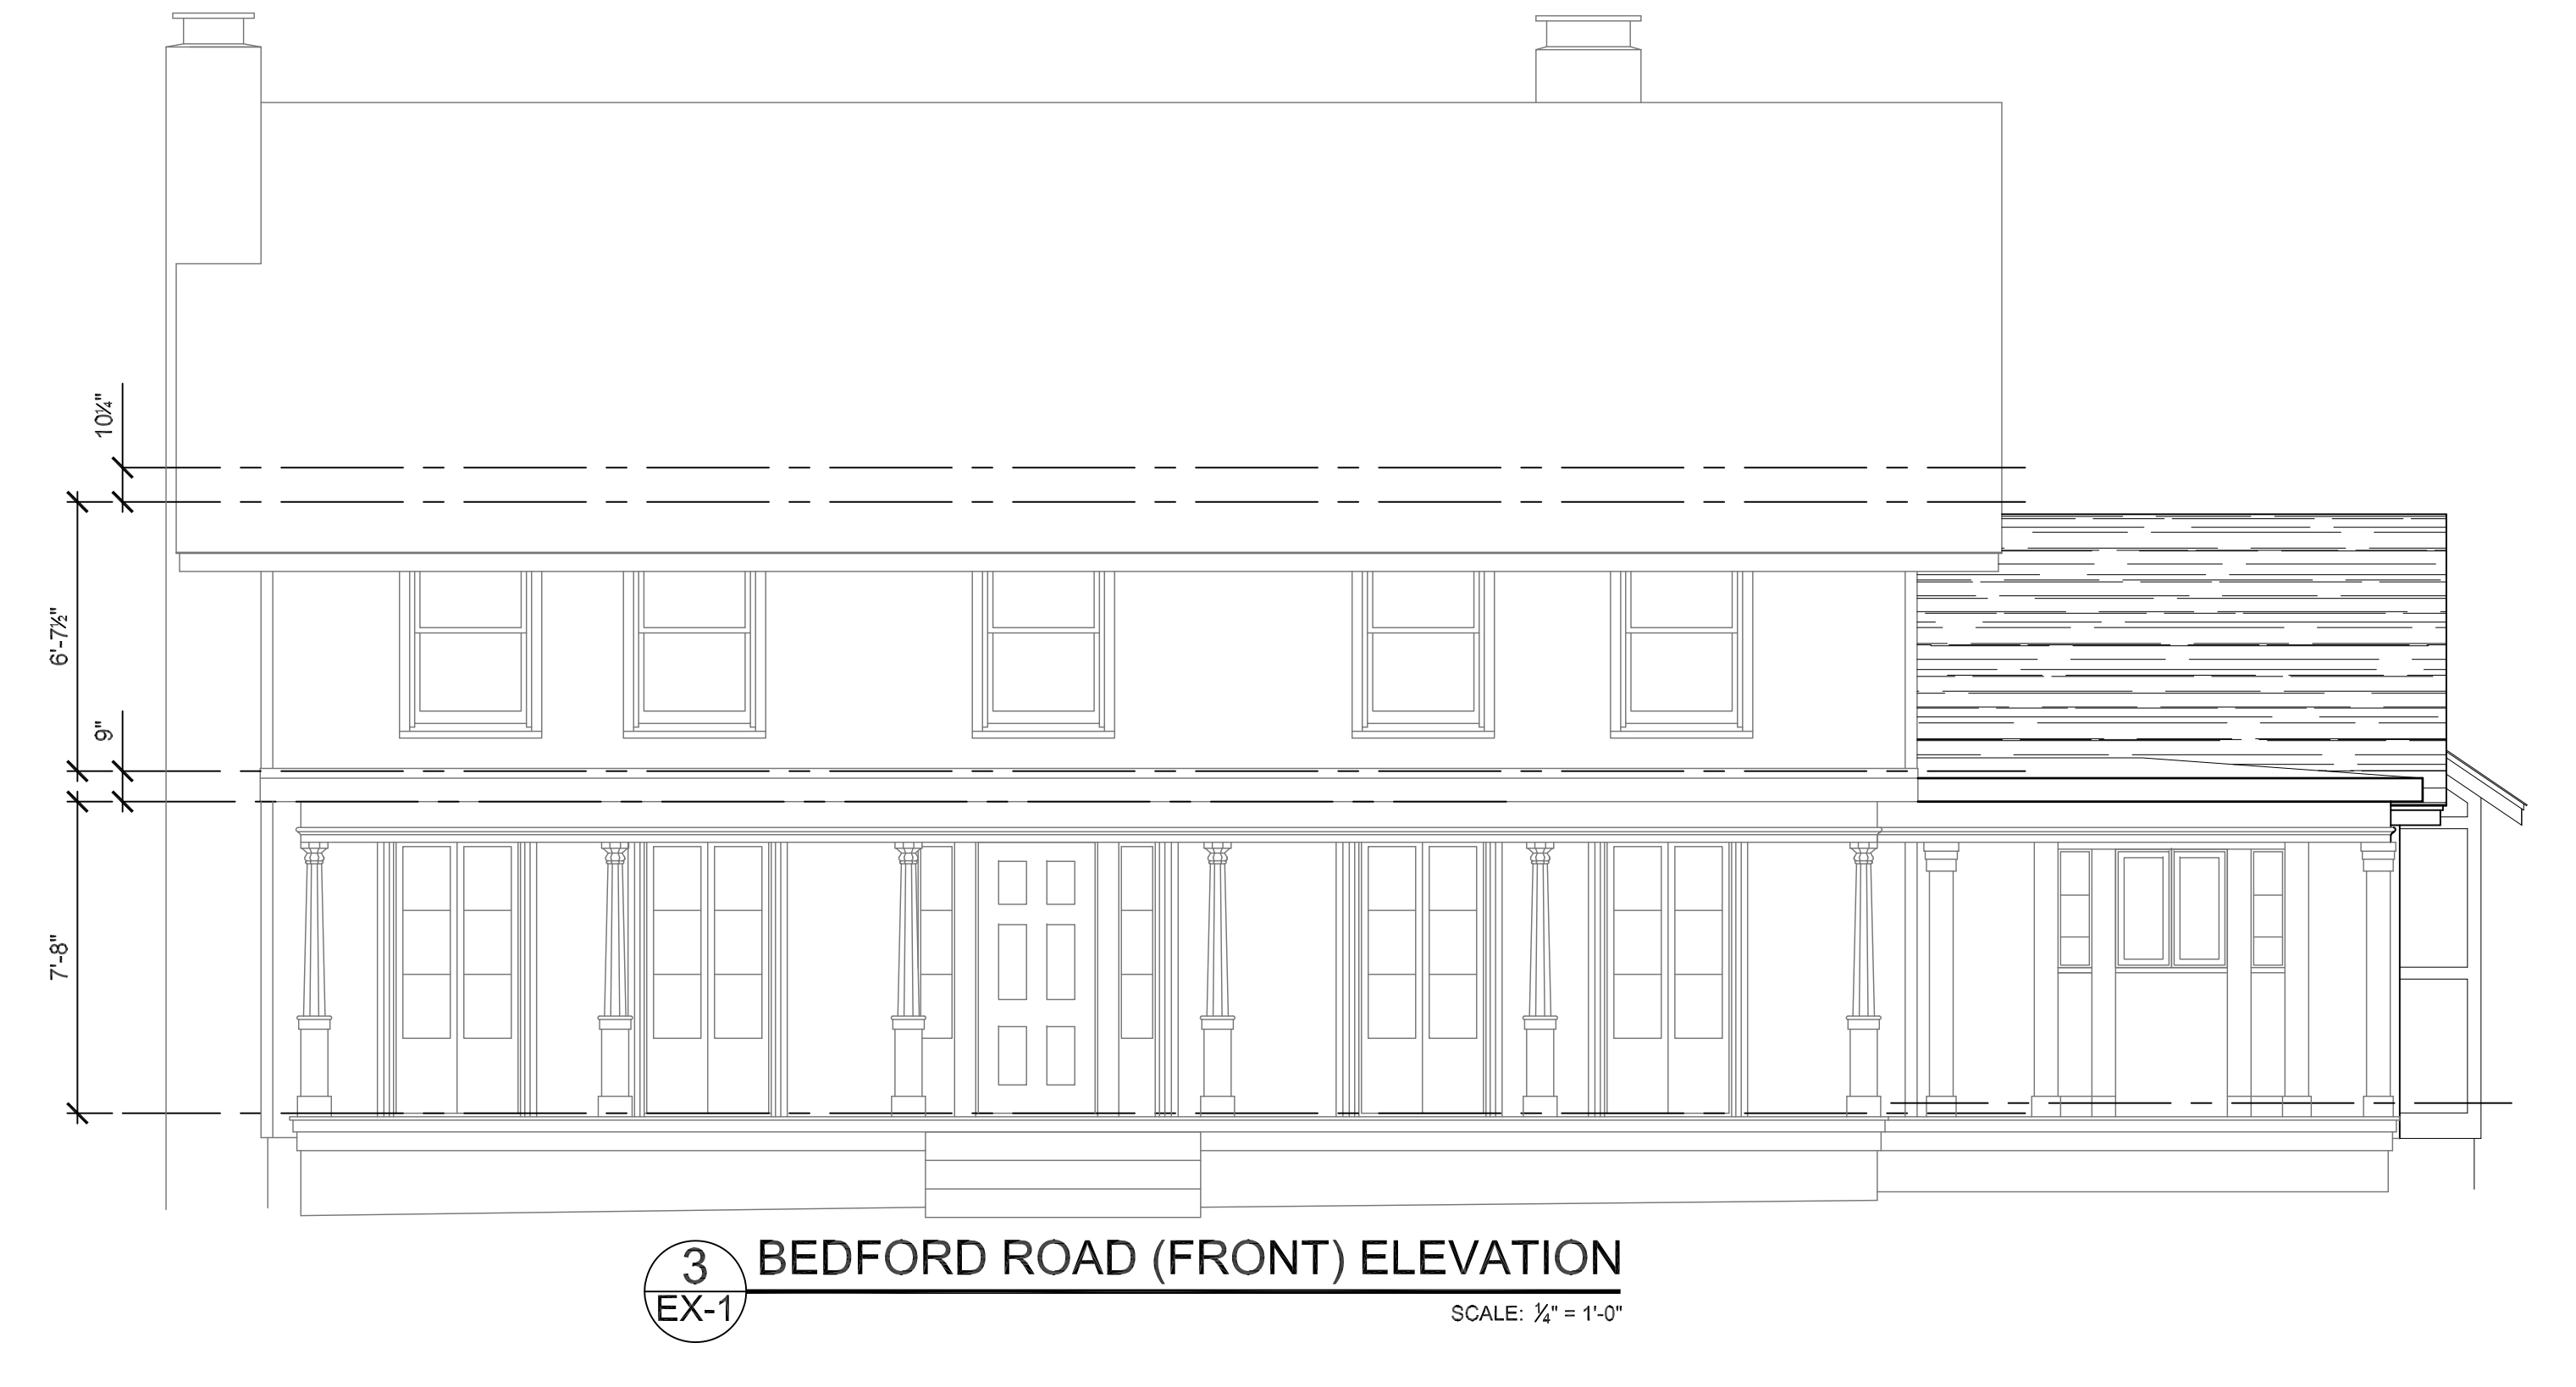 10¼"
6'-7½"
9"
7'-8"
3
EX-1
BEDFORD ROAD (FRONT) ELEVATION
SCALE: ¼" = 1'-0"